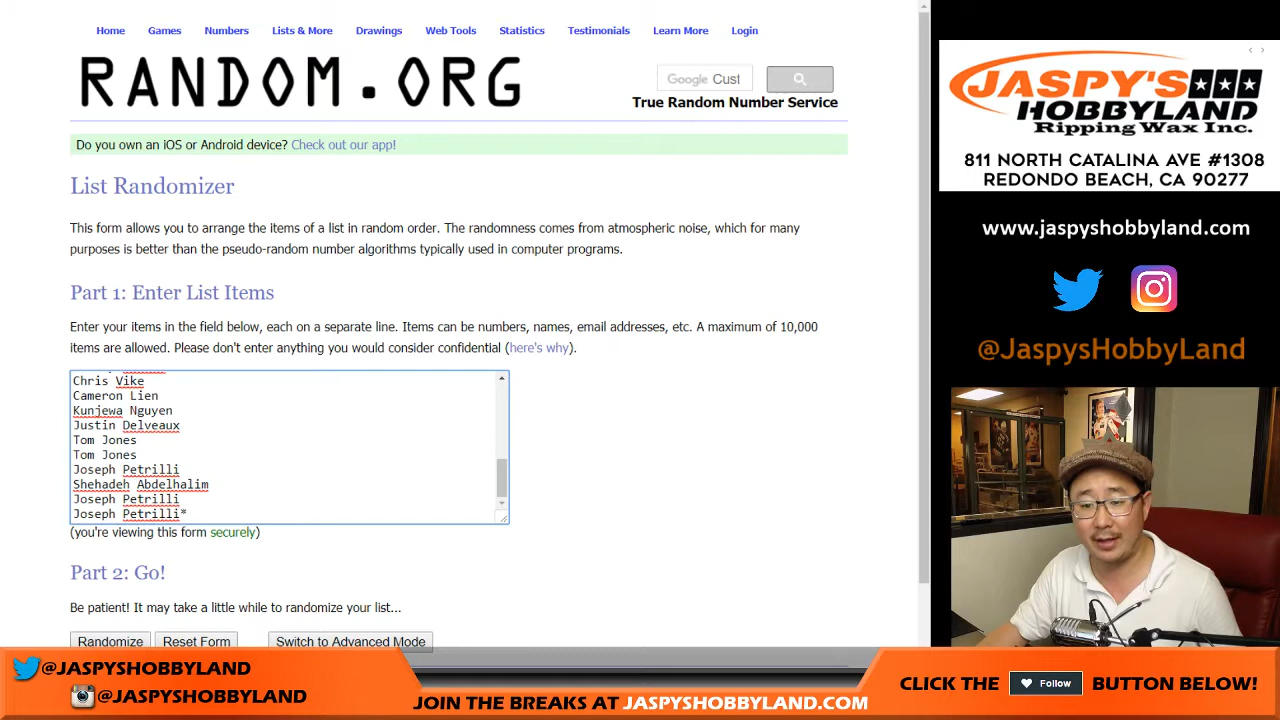 Home Games Numbers Lists & More Drawings Web Tools Statistics Testimonials Learn More Login
RANDOM.ORG
Google Cust
True Random Number Service
Do you own an iOS or Android device? Check out our app!
List Randomizer
This form allows you to arrange the items of a list in random order. The randomness comes from atmospheric noise, which for many
purposes is better than the pseudo-random number algorithms typically used in computer programs.
Part 1: Enter List Items
Enter your items in the field below, each on a separate line. Items can be numbers, names, email addresses, etc. A maximum of 10,000
items are allowed. Please don't enter anything you would consider confidential (here's why).
Chris Vike
Cameron Lien
Kunjewa Nguyen
Justin Delveaux
Tom Jones
Tom Jones
Joseph Petrilli
Shehadeh Abdelhalim
Joseph Petrilli
Joseph Petrilli*
(you're viewing this form securely)
Part 2: Go!
Be patient! It may take a little while to randomize your list...
Randomize Reset Form Switch to Advanced Mode
JASPY'S
HOBBYLAND
Ripping Wax Inc.
811 NORTH CATALINA AVE #1308
REDONDO BEACH, CA 90277
www.jaspyshobbyland.com
@JaspysHobbyLand
@JASPYSHOBBYLAND
@JASPYSHOBBYLAND
JOIN THE BREAKS AT JASPYSHOBBYLAND.COM
CLICK THE Follow BUTTON BELOW!